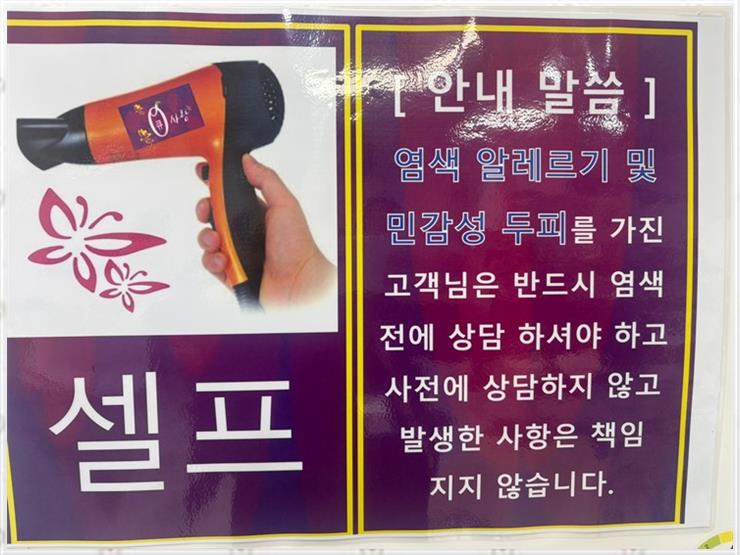 셀프
[ 안내 말씀 ]
염색 알레르기 및
민감성 두피를 가진
고객님은 반드시 염색
전에 상담 하셔야 하고
사전에 상담하지 않고
발생한 사항은 책임
지지 않습니다.